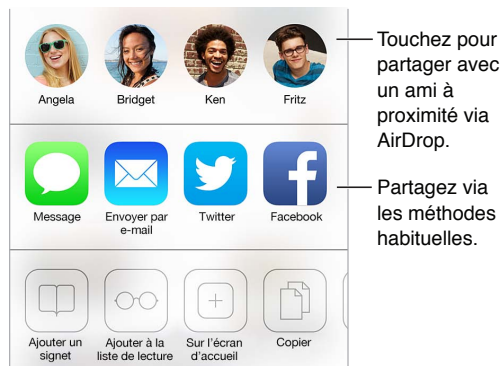 Angela Bridget Ken Fritz
Touchez pour
partager avec
un ami à
proximité via
AirDrop.
Message Envoyer par Twitter Facebook
e-mail
Partagez via
les méthodes
habituelles.
Ajouter un Ajouter à la Sur l'écran Copier
signet liste de lecture d'accueil